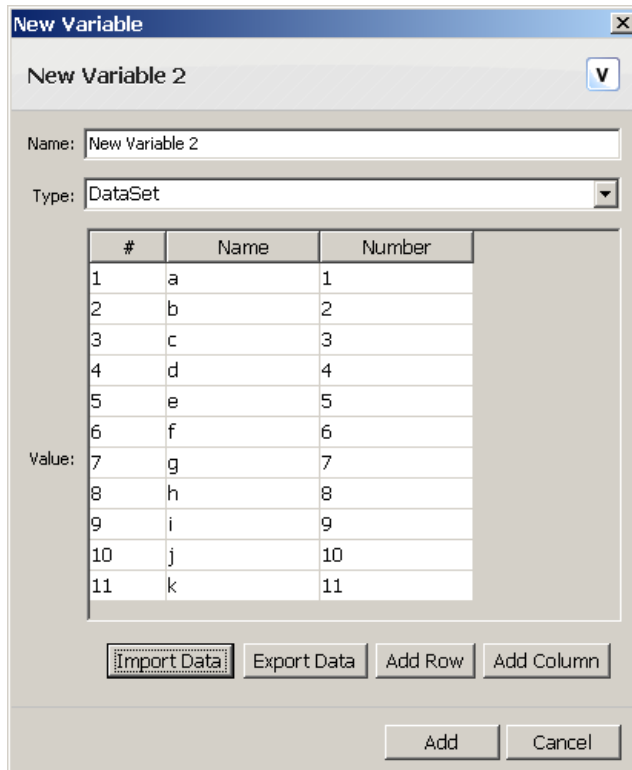 New Variable
New Variable 2 V
Name: New Variable 2
Type: DataSet
# Name Number
1 a 1
2 b 2
3 c 3
4 d 4
5 e 5
6 f 6
Value: 7 g 7
8 h 8
9 i 9
10 j 10
11 k 11
Import Data Export Data Add Row Add Column
Add Cancel